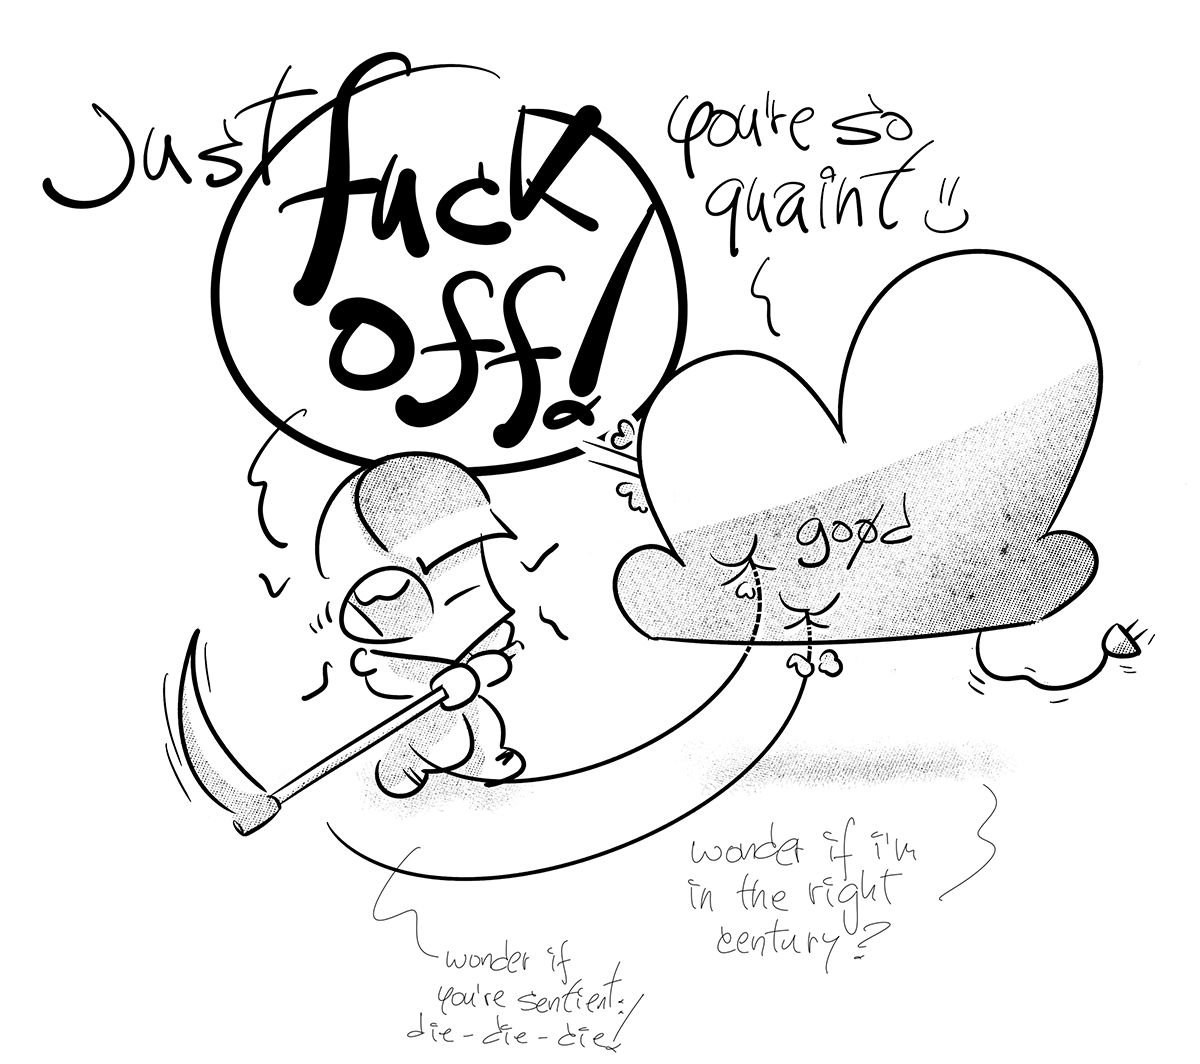 Just fuck
off!
you're so
quaint
goød
wonder if i'm
in the right
century?
wonder if
you're sentient:
die-die-die!